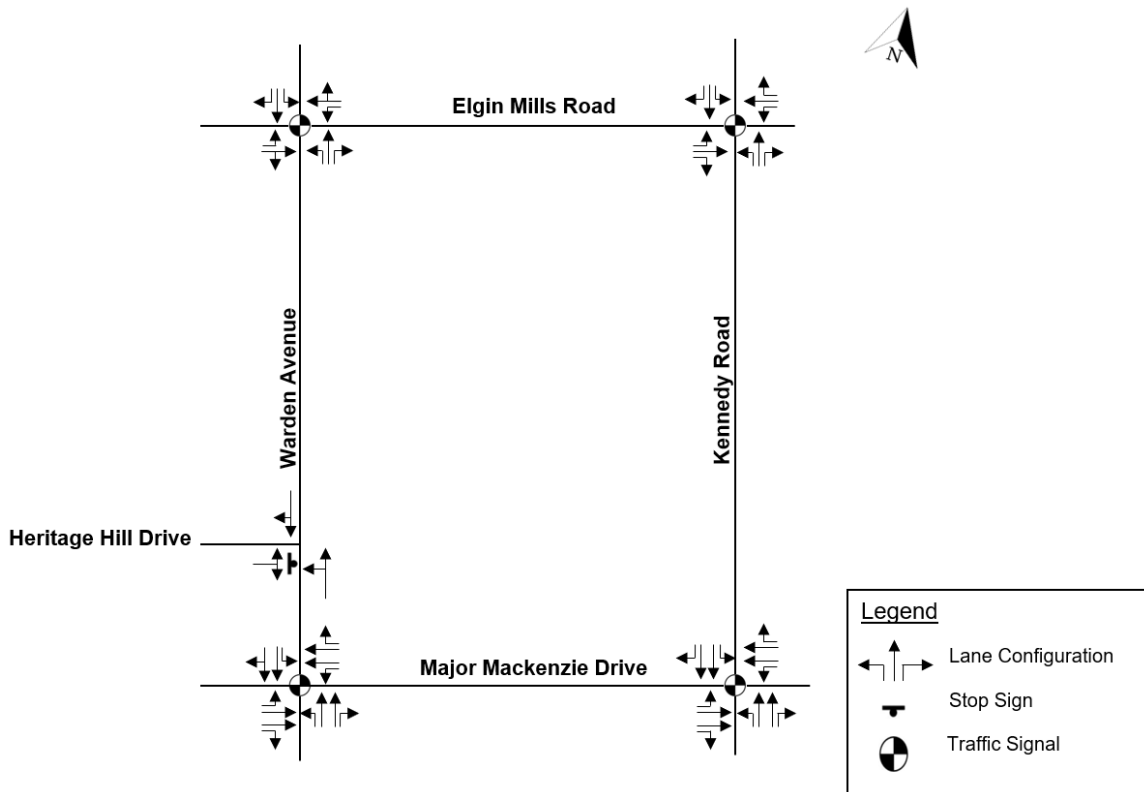 N
Elgin Mills Road
Warden Avenue
Kennedy Road
Heritage Hill Drive
Major Mackenzie Drive
Legend
Lane Configuration
Stop Sign
Traffic Signal